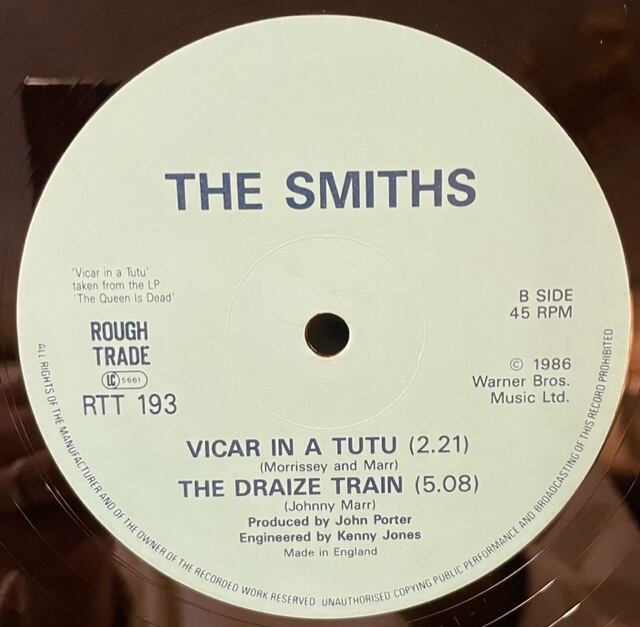 THE SMITHS
'Vicar in a Tutu'
taken from the LP
'The Queen Is Dead'
B SIDE
45 RPM
ROUGH
TRADE
LC 5661
RTT 193
© 1986
Warner Bros.
Music Ltd.
VICAR IN A TUTU (2.21)
(Morrissey and Marr)
THE DRAIZE TRAIN (5.08)
(Johnny Marr)
Produced by John Porter
Engineered by Kenny Jones
Made in England
ALL RIGHTS OF THE MANUFACTURER AND OF THE OWNER OF THE RECORDED WORK RESERVED UNAUTHORISED COPYING PUBLIC PERFORMANCE AND BROADCASTING OF THIS RECORD PROHIBITED